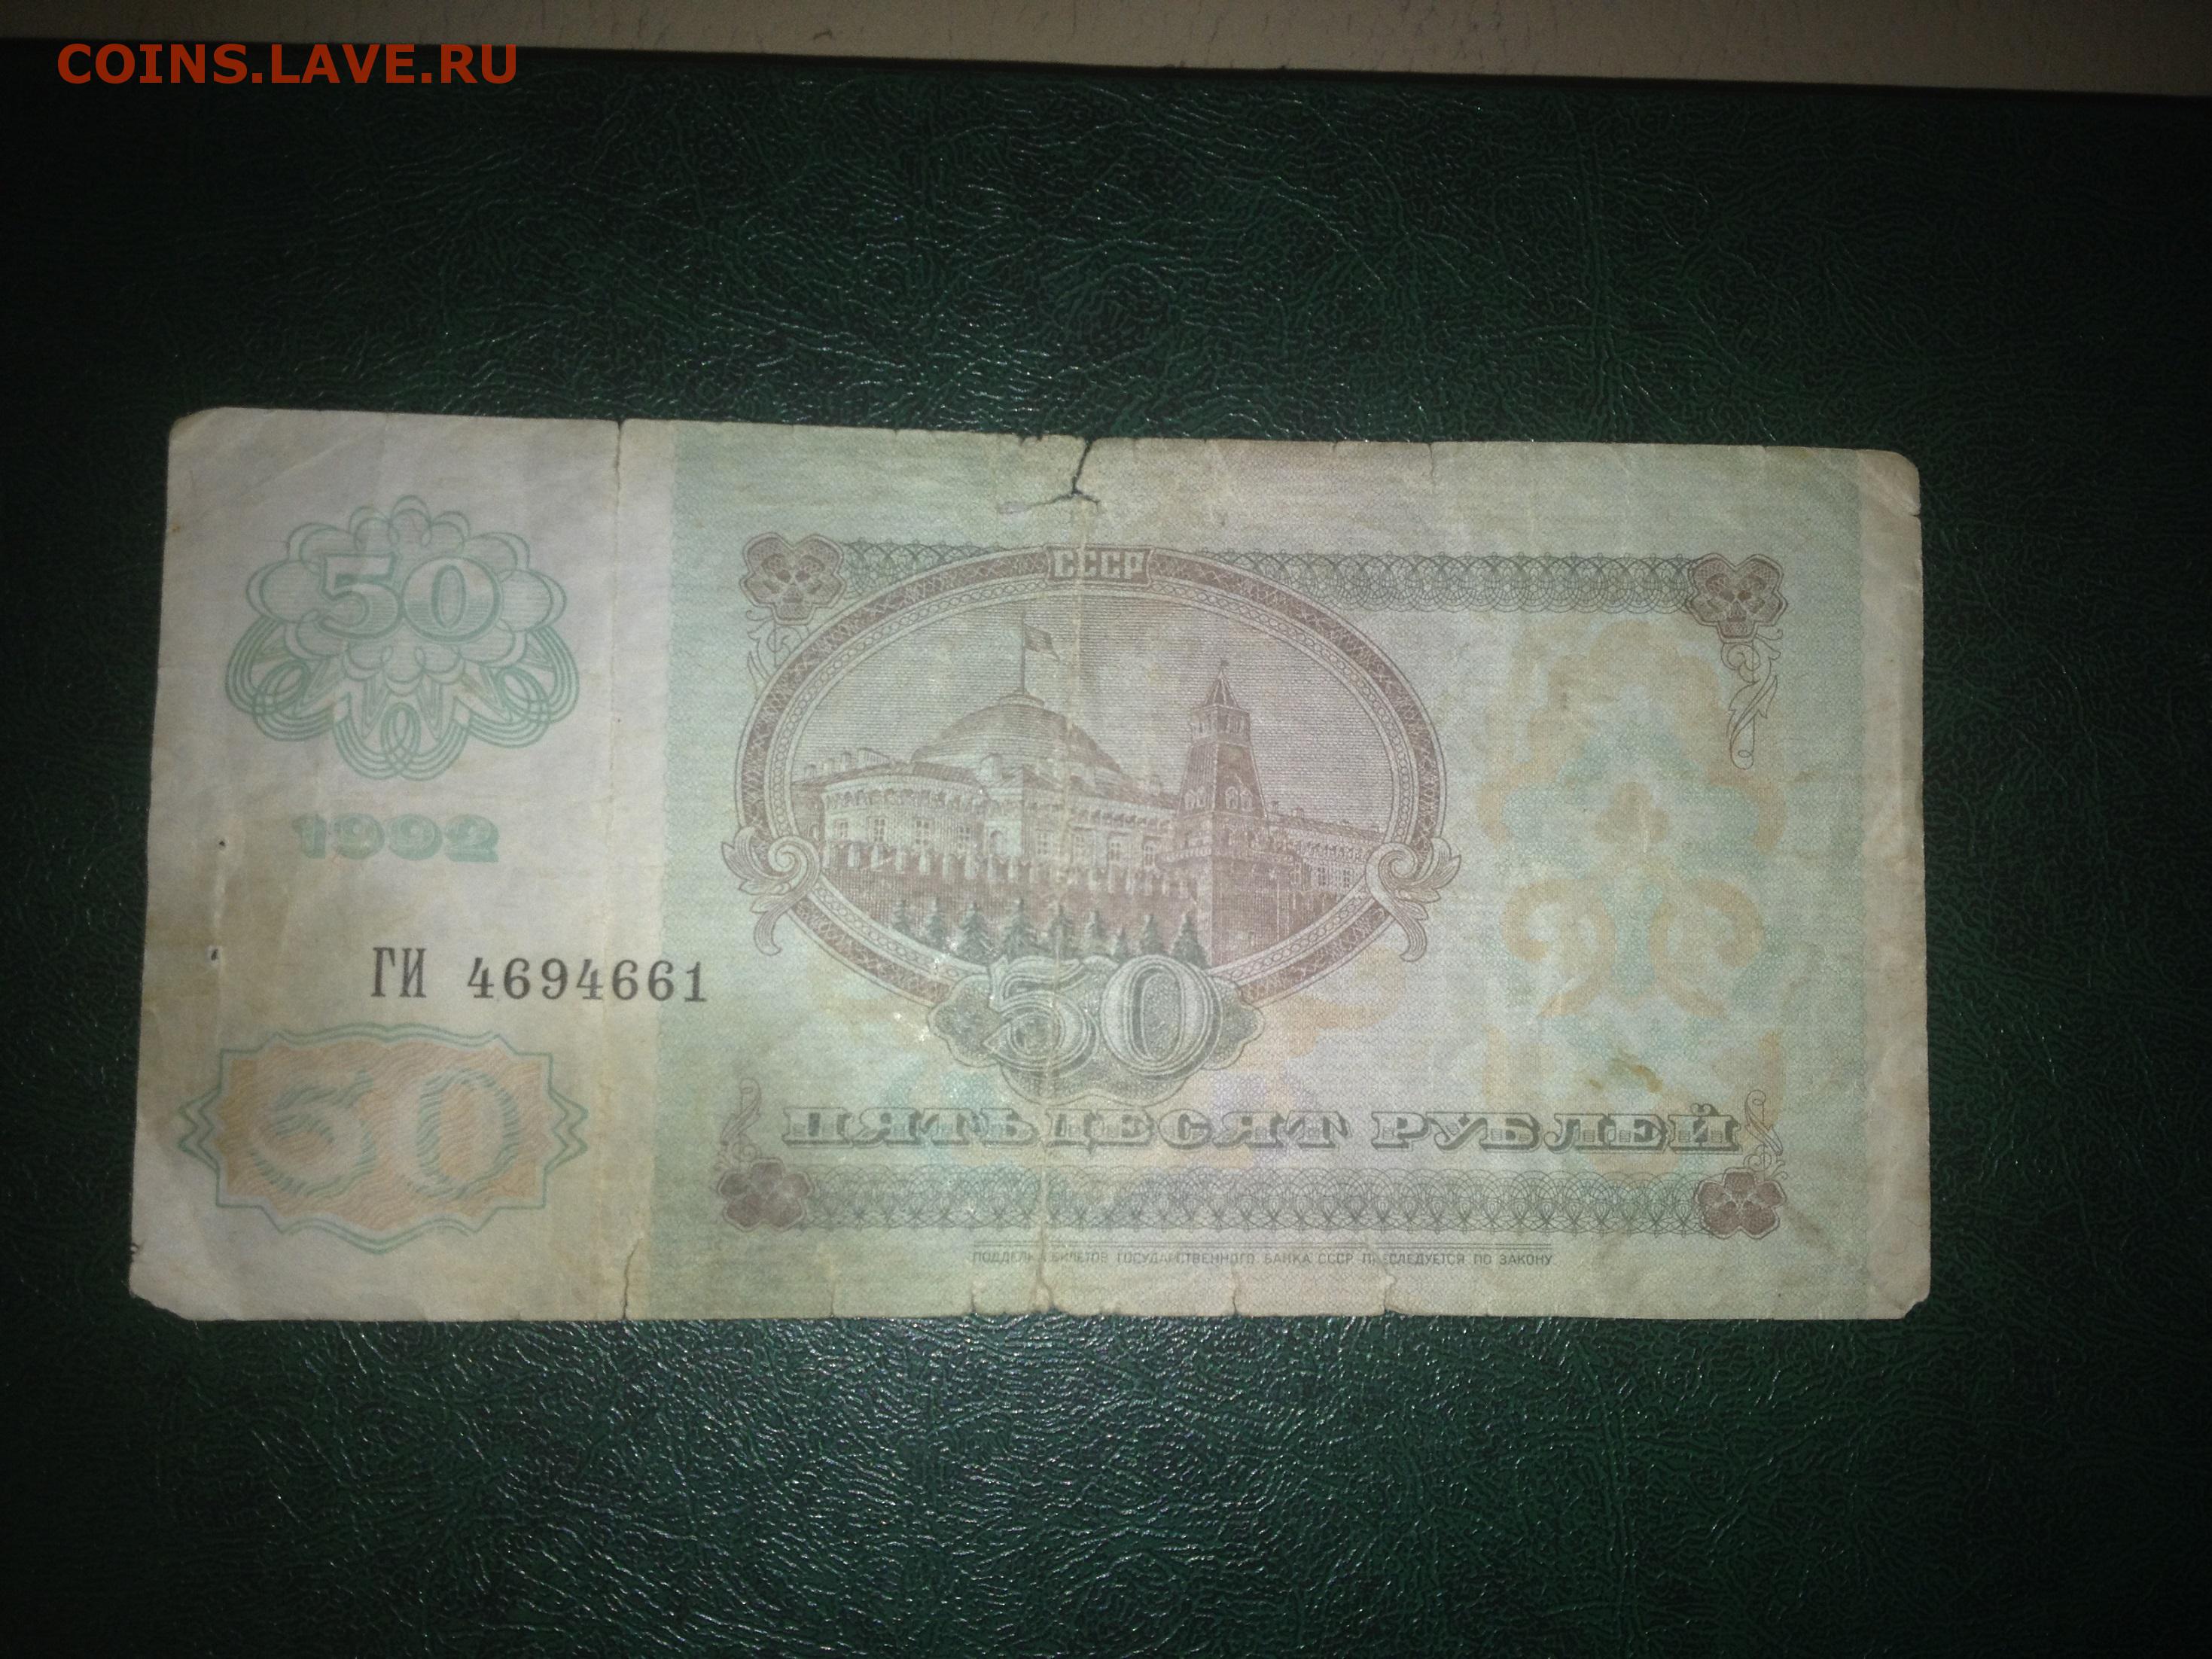 COINS.LAVE.RU
50
СССР
1992
ГИ 4694661
50
50
ПЯТЬДЕСЯТ РУБЛЕЙ
ПОДДЕЛКА БИЛЕТОВ ГОСУДАРСТВЕННОГО БАНКА СССР ПРЕСЛЕДУЕТСЯ ПО ЗАКОНУ